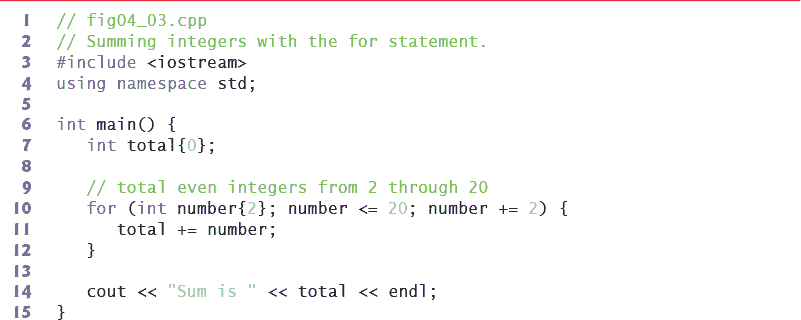 1 // fig04_03.cpp
2 // Summing integers with the for statement.
3 #include <iostream>
4 using namespace std;
5
6 int main() {
7    int total{0};
8
9    // total even integers from 2 through 20
10    for (int number{2}; number <= 20; number += 2) {
11       total += number;
12    }
13
14    cout << "Sum is " << total << endl;
15 }